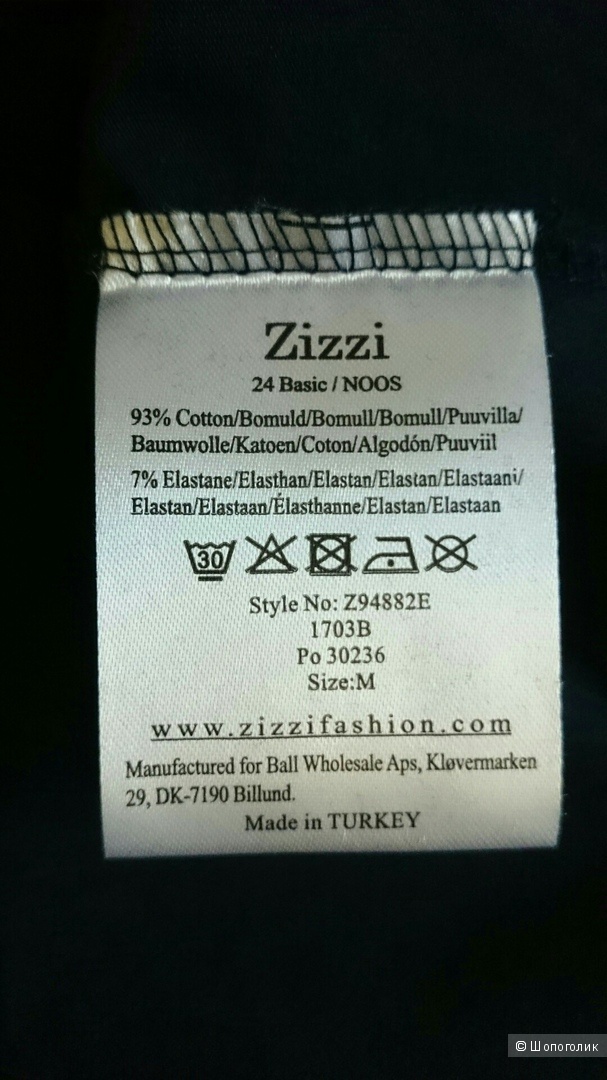 Zizzi
24 Basic / NOOS
93% Cotton/Bomuld/Bomull/Bomull/Puuvilla/
Baumwolle/Katoen/Coton/Algodón/Puuviil
7% Elastane/Elasthan/Elastan/Elastan/Elastaani/
Elastan/Elastaan/Élasthanne/Elastan/Elastaan
30
Style No: Z94882E
1703B
Po 30236
Size:M
www.zizzifashion.com
Manufactured for Ball Wholesale Aps, Kløvermarken
29, DK-7190 Billund.
Made in TURKEY
© Шопоголик